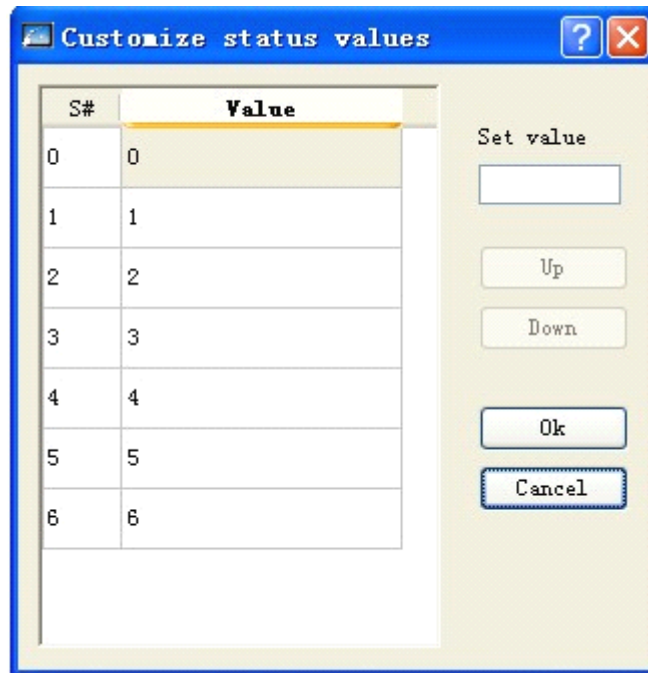 Customize status values
S# Value
0 0
1 1
2 2
3 3
4 4
5 5
6 6
Set value
Up
Down
Ok
Cancel